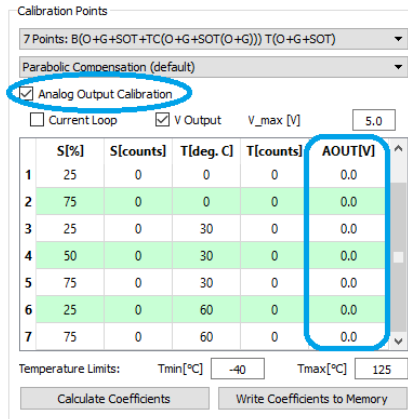 Calibration Points
7 Points: B(O+G+SOT+TC(O+G+SOT(O+G))) T(O+G+SOT)
Parabolic Compensation (default)
Analog Output Calibration
Current Loop V Output V_max [V] 5.0
S[%] S[counts] T[deg. C] T[counts] AOUT[V]
1 25 0 0 0 0.0
2 75 0 0 0 0.0
3 25 0 30 0 0.0
4 50 0 30 0 0.0
5 75 0 30 0 0.0
6 25 0 60 0 0.0
7 75 0 60 0 0.0
Temperature Limits: Tmin[°C] -40 Tmax[°C] 125
Calculate Coefficients Write Coefficients to Memory